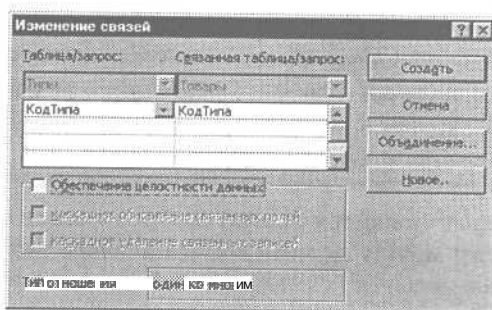 Изменение связей
Таблица/запрос: Связанная таблица/запрос:
Типы Товары
КодТипа КодТипа
Создать
Отмена
Объединение...
Новое..
Обеспечение целостности данных
каскадное обновление связанных полей
каскадное удаление связанных записей
Тип отношения один ко многим